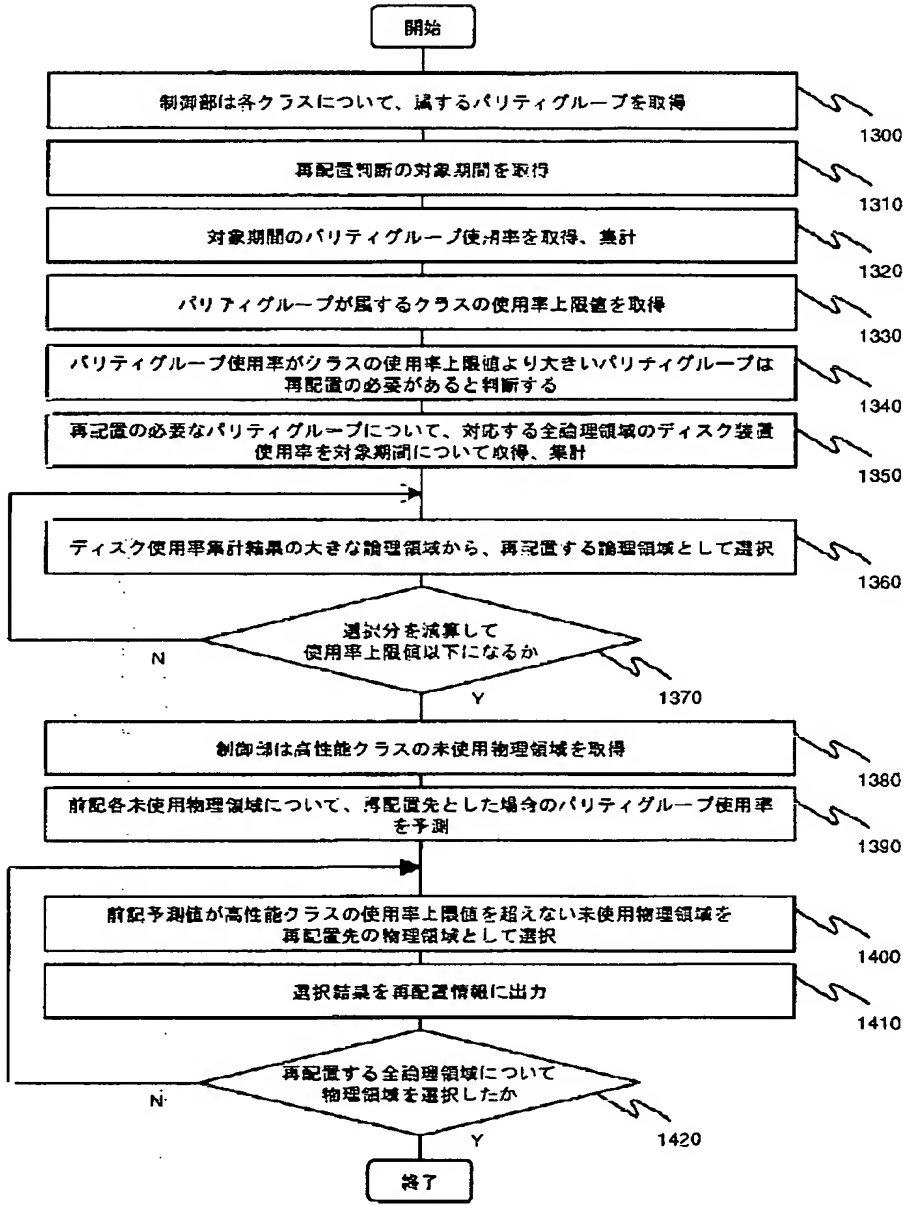 開始
制御部は各クラスについて、属するパリティグループを取得
1300
再配置判断の対象期間を取得
1310
対象期間のパリティグループ使用率を取得、集計
1320
パリティグループが属するクラスの使用率上限値を取得
1330
パリティグループ使用率がクラスの使用率上限値より大きいパリティグループは
再配置の必要があると判断する
1340
再配置の必要なパリティグループについて、対応する全論理領域のディスク装置
使用率を対象期間について取得、集計
1350
ディスク使用率集計結果の大きな論理領域から、再配置する論理領域として選択
1360
選択分を減算して
使用率上限値以下になるか
N
Y
1370
制御部は高性能クラスの未使用物理領域を取得
1380
前記各未使用物理領域について、再配置先とした場合のパリティグループ使用率
を予測
1390
前記予測値が高性能クラスの使用率上限値を超えない未使用物理領域を
再配置先の物理領域として選択
1400
選択結果を再配置情報に出力
1410
再配置する全論理領域について
物理領域を選択したか
N
Y
1420
終了